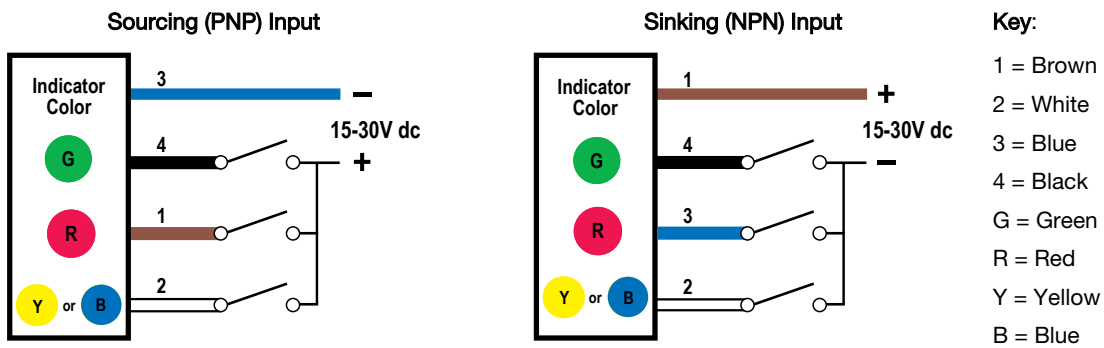 Sourcing (PNP) Input
Indicator
Color
3
−
15-30V dc
4
+
G
1
R
2
Y or B
Sinking (NPN) Input
Indicator
Color
1
+
15-30V dc
4
−
G
3
R
2
Y or B
Key:
1 = Brown
2 = White
3 = Blue
4 = Black
G = Green
R = Red
Y = Yellow
B = Blue